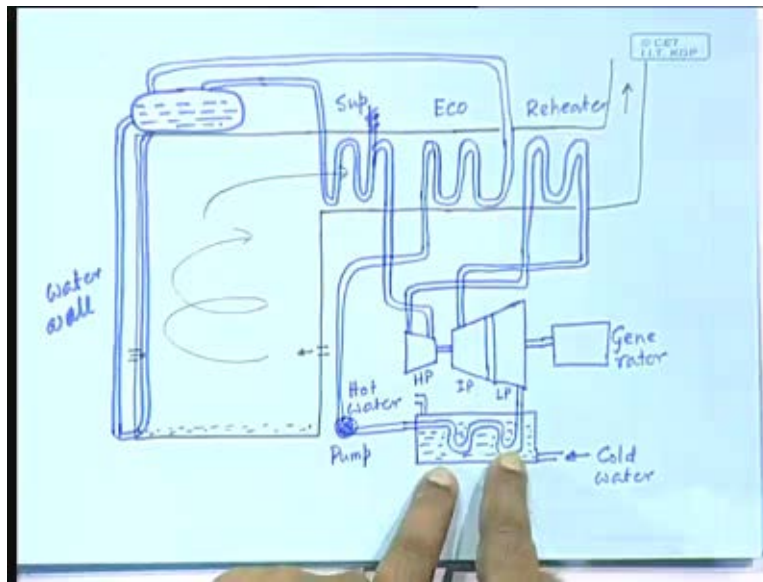 © CET
I.I.T. KGP
Sup
Eco
Reheater
water
wall
HP
IP
LP
Gene
rator
Hot
water
Pump
Cold
water